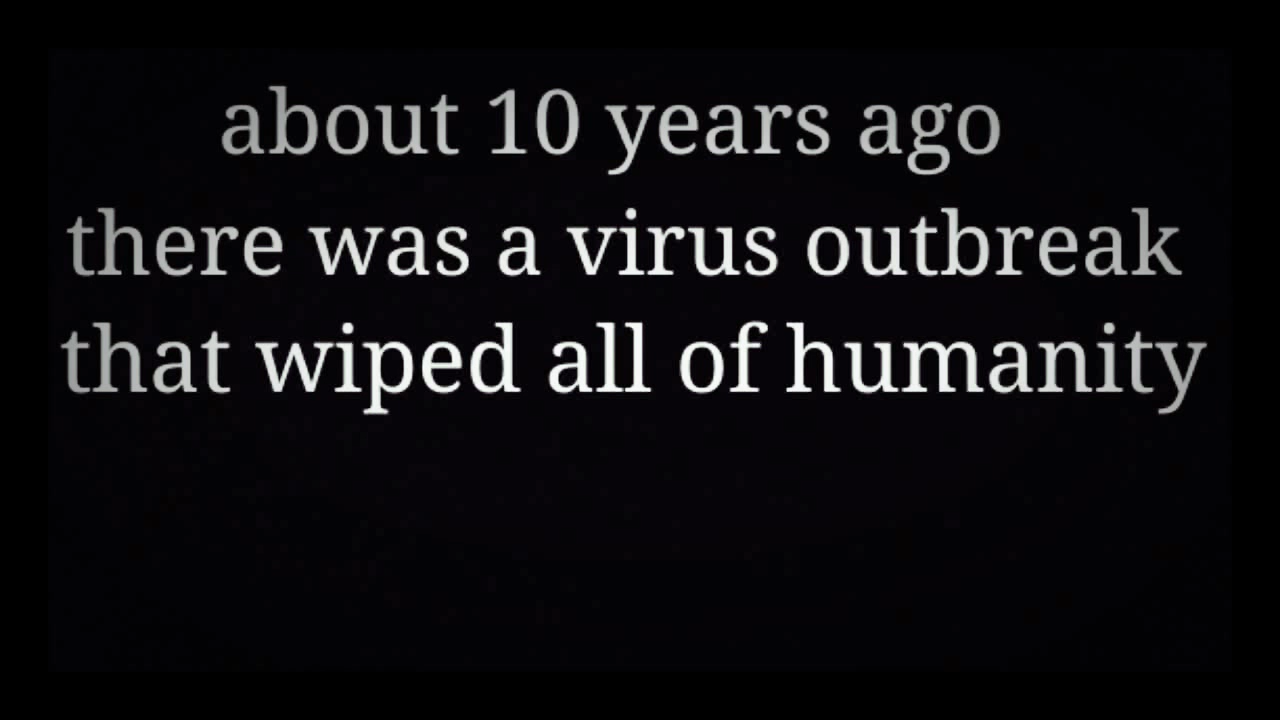 about 10 years ago
there was a virus outbreak
that wiped all of humanity